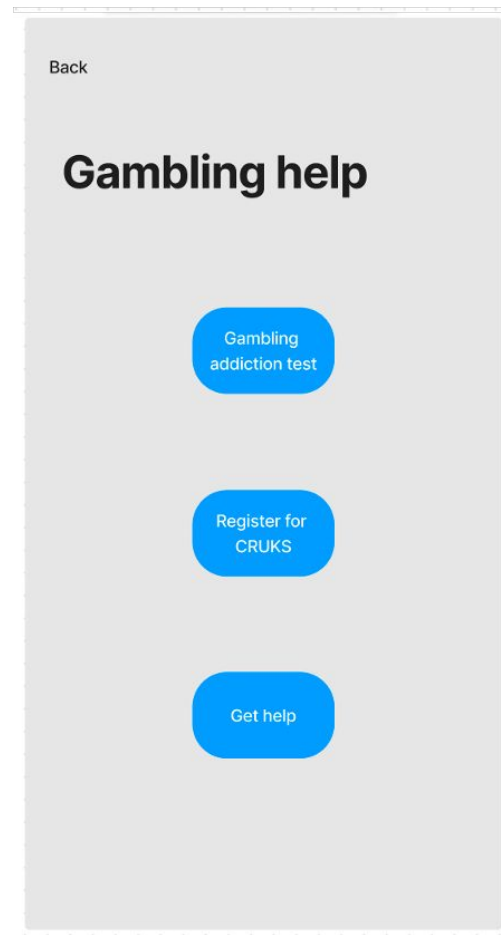 Back
Gambling help
Gambling
addiction test
Register for
CRUKS
Get help